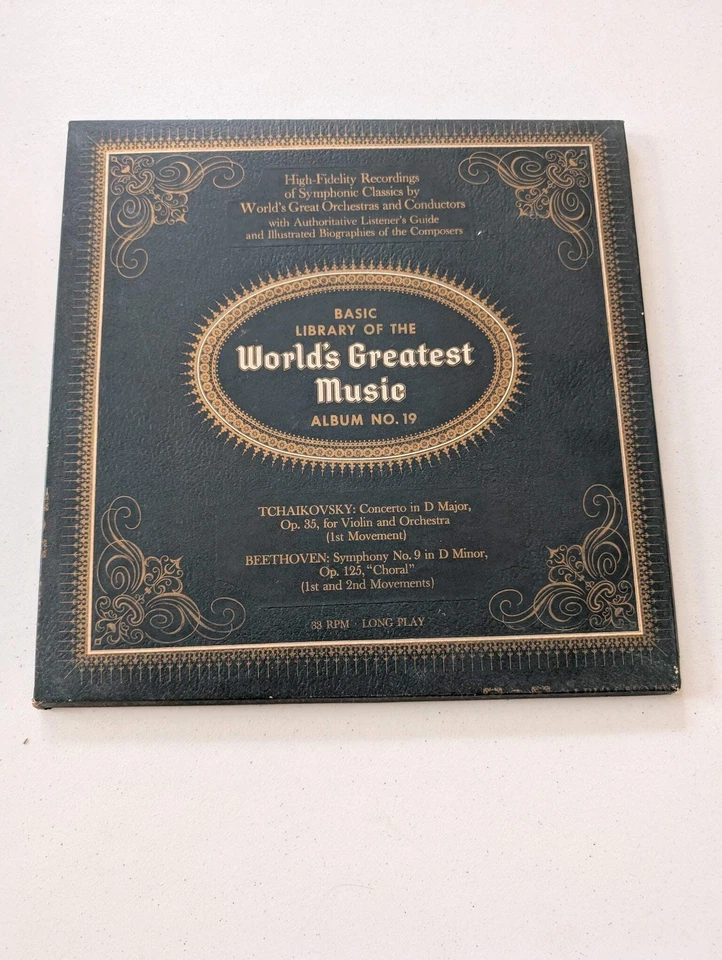 High-Fidelity Recordings
of Symphonic Classics by
World's Great Orchestras and Conductors
with Authoritative Listener's Guide
and Illustrated Biographies of the Composers
BASIC
LIBRARY OF THE
World's Greatest
Music
ALBUM NO. 19
TCHAIKOVSKY: Concerto in D Major,
Op. 35, for Violin and Orchestra
(1st Movement)
BEETHOVEN: Symphony No. 9 in D Minor,
Op. 125, "Choral"
(1st and 2nd Movements)
33 RPM · LONG PLAY